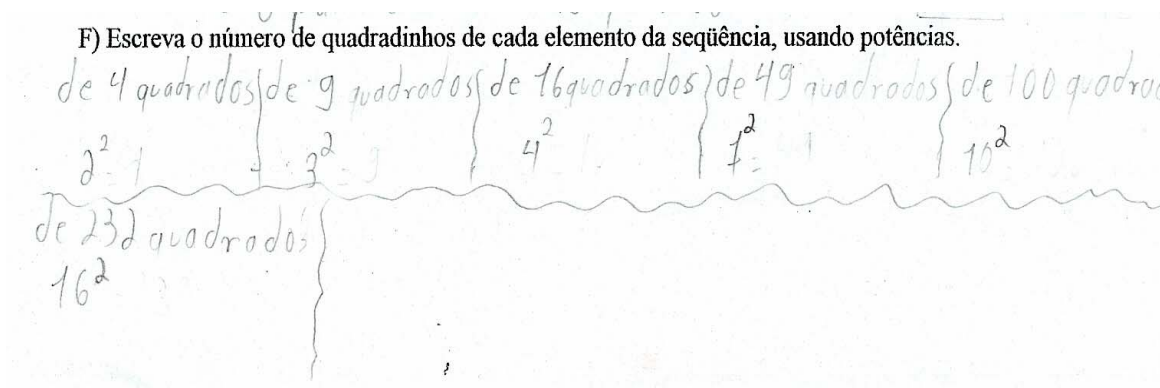 F) Escreva o número de quadradinhos de cada elemento da seqüência, usando potências.
de 4 quadrados de 9 quadrados de 16 quadrados de 49 quadrados de 100 quadra
2² 3² 4² 7² 10²
de 232 quadrados
16²